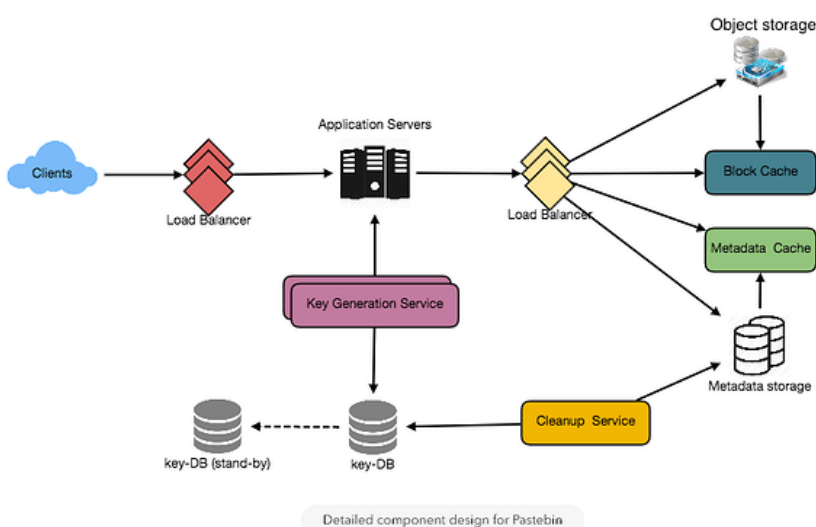 Object storage
Application Servers
Clients
Block Cache
Load Balancer
Load Balancer
Metadata Cache
Key Generation Service
Metadata storage
Cleanup Service
key-DB (stand-by)
key-DB
Detailed component design for Pastebin